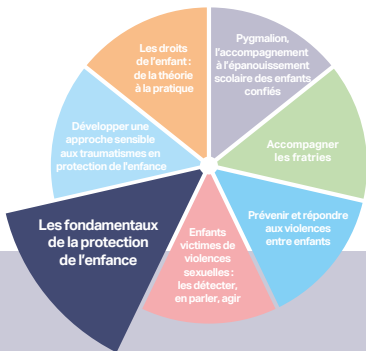 Les droits
de l'enfant :
de la théorie
à la pratique
Pygmalion,
l'accompagnement
à l'épanouissement
scolaire des enfants
confiés
Accompagner
les fratries
Prévenir et répondre
aux violences
entre enfants
Enfants
victimes de
violences
sexuelles :
les détecter,
en parler, agir
Les fondamentaux
de la protection
de l'enfance
Développer une
approche sensible
aux traumatismes en
protection de l'enfance